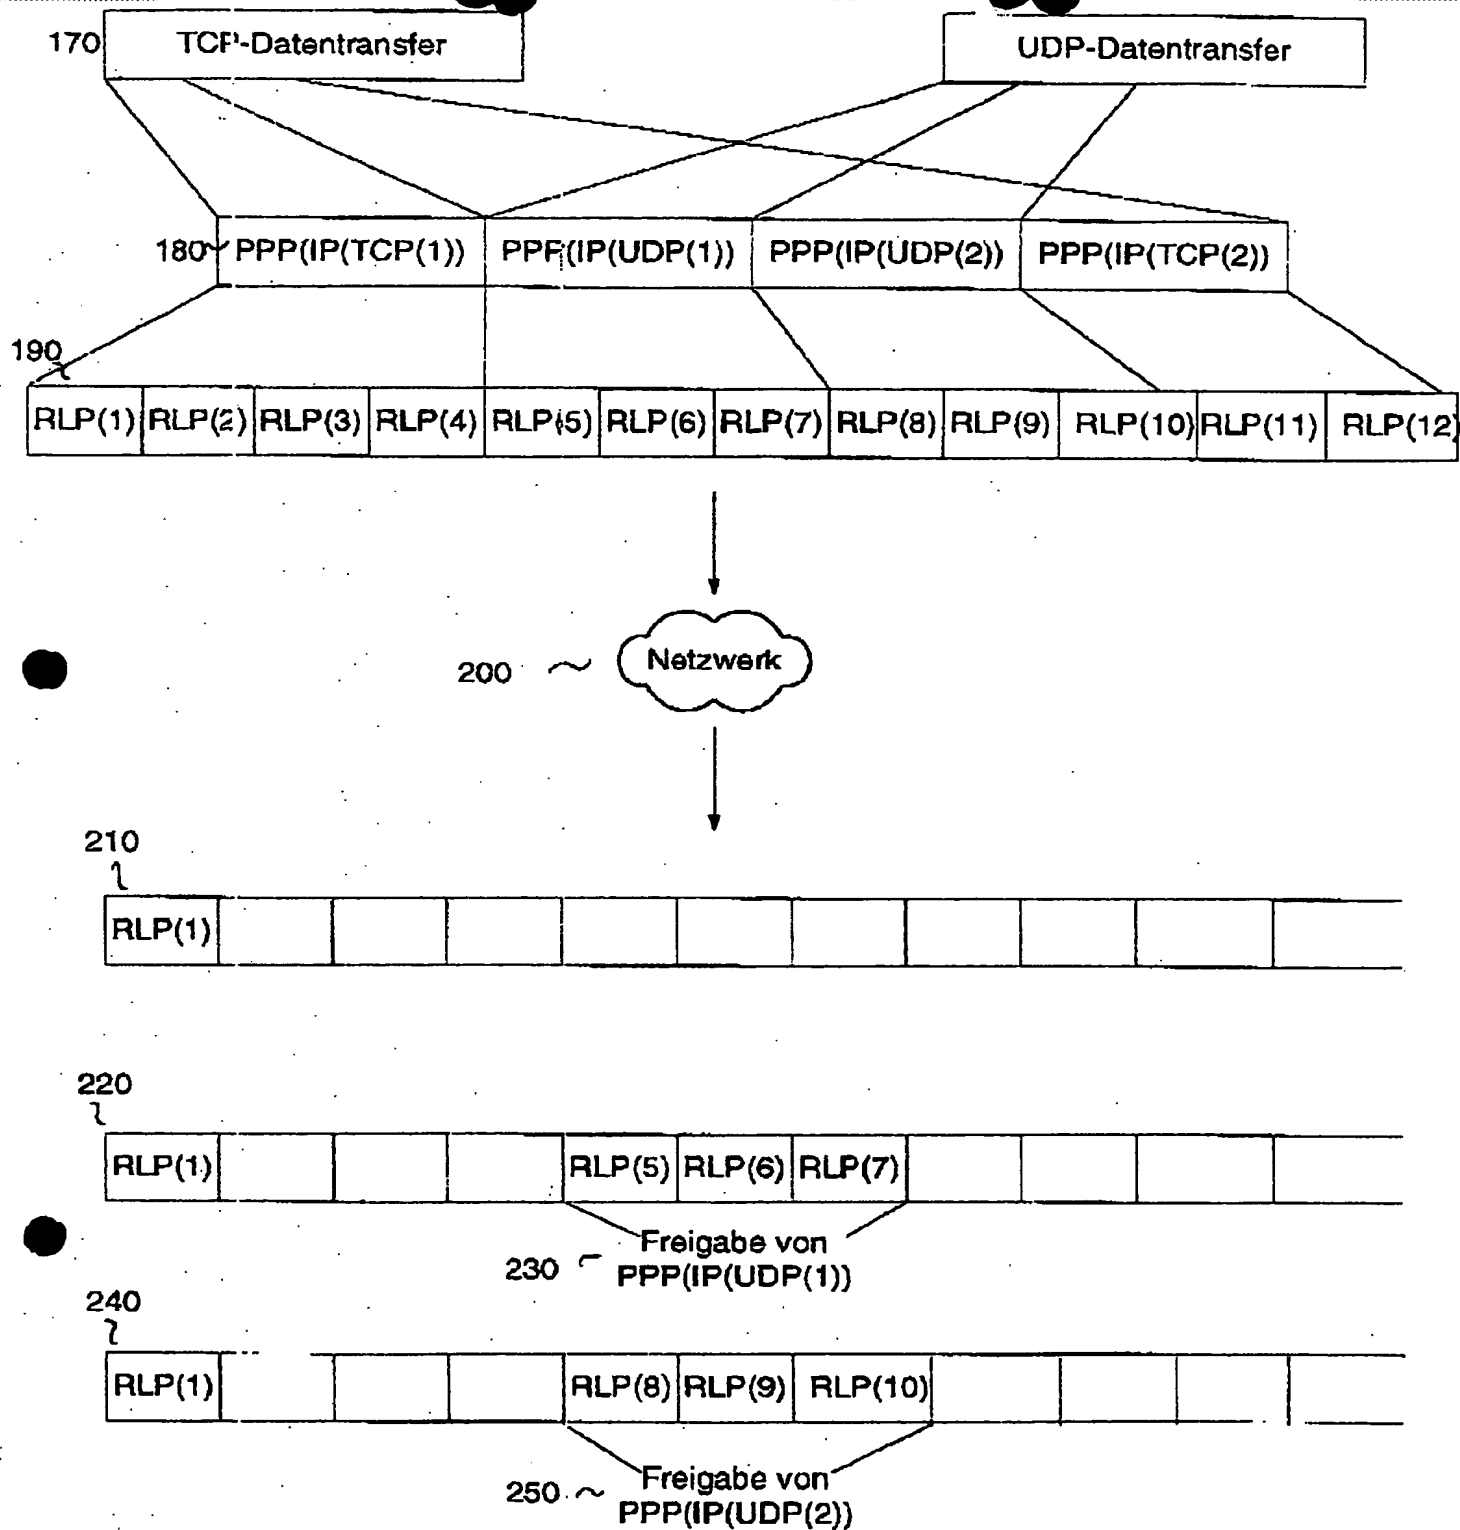 170 TCP-Datentransfer UDP-Datentransfer
180 PPP(IP(TCP(1)) PPP(IP(UDP(1)) PPP(IP(UDP(2)) PPP(IP(TCP(2))
190
RLP(1) RLP(2) RLP(3) RLP(4) RLP(5) RLP(6) RLP(7) RLP(8) RLP(9) RLP(10) RLP(11) RLP(12)
200 Netzwerk
210
RLP(1)
220
RLP(1) RLP(5) RLP(6) RLP(7)
Freigabe von
230 PPP(IP(UDP(1))
240
RLP(1) RLP(8) RLP(9) RLP(10)
Freigabe von
250 PPP(IP(UDP(2))